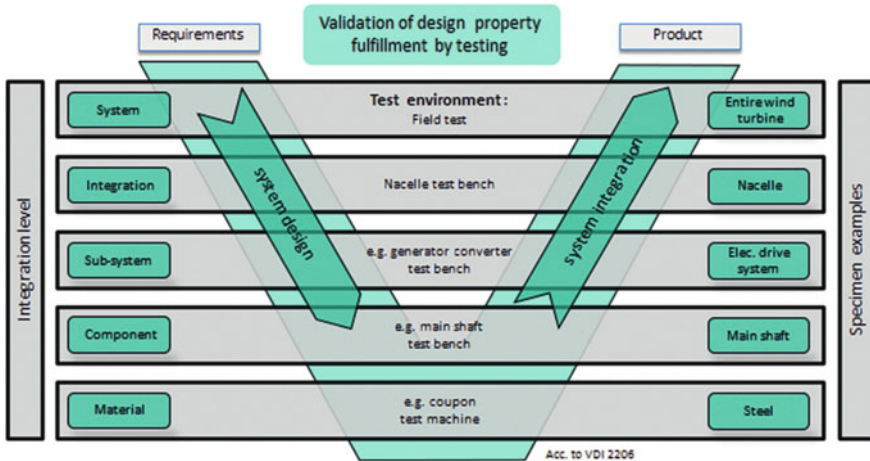 Requirements
Validation of design property
fulfillment by testing
Product
Integration level
System
Test environment:
Field test
Entire wind
turbine
Integration
Nacelle test bench
Nacelle
Sub-system
e.g. generator converter
test bench
Elec. drive
system
Component
e.g. main shaft
test bench
Main shaft
Material
e.g. coupon
test machine
Steel
system design
system integration
Specimen examples
Acc. to VDI 2206